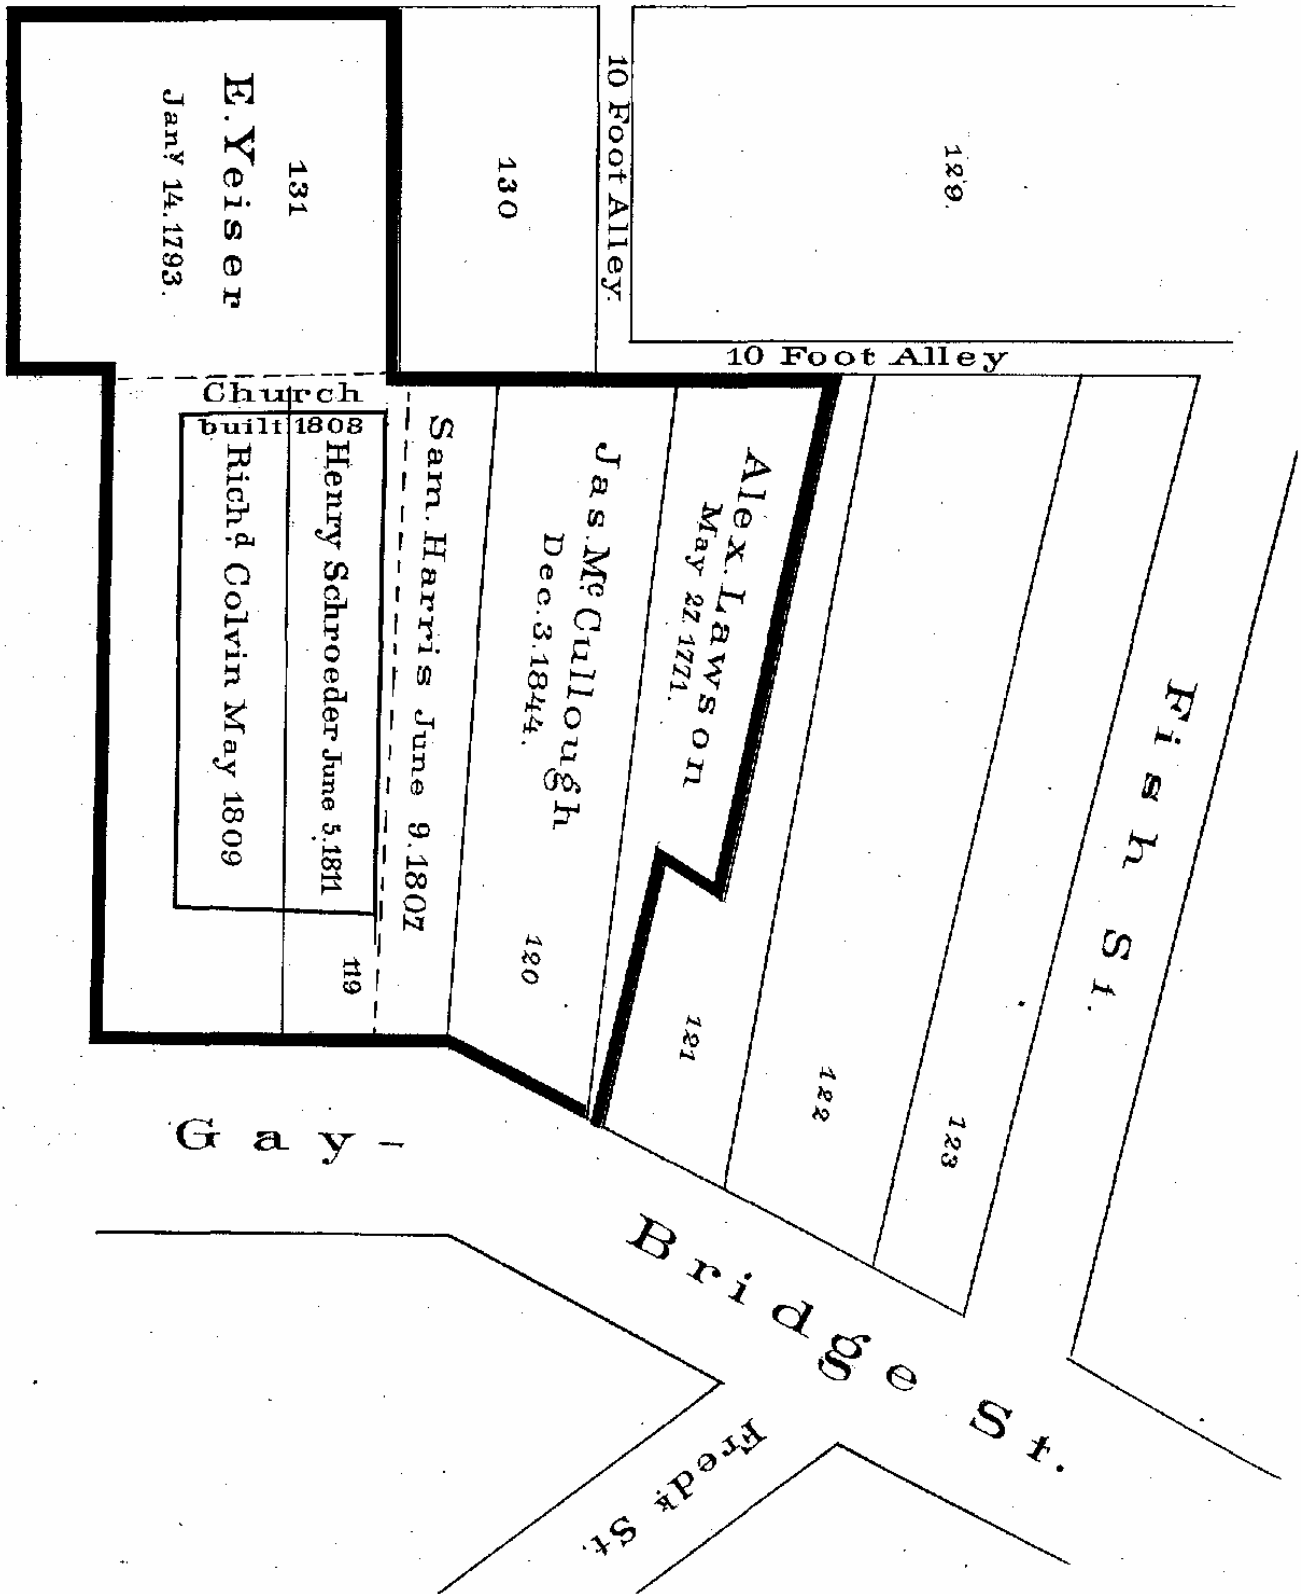 E. Yeiser
Jany 14. 1793.
131
130
10 Foot Alley.
129.
10 Foot Alley
Church
built 1808
Richd. Colvin May 1809
Henry Schroeder June 5. 1811
119
Sam. Harris June 9. 1807
Jas. Mc Cullough
Dec. 3. 1844.
120
Alex. Lawson
May 27 1771.
121
122
123
Fish St.
Gay-
Bridge St.
Fredk St.